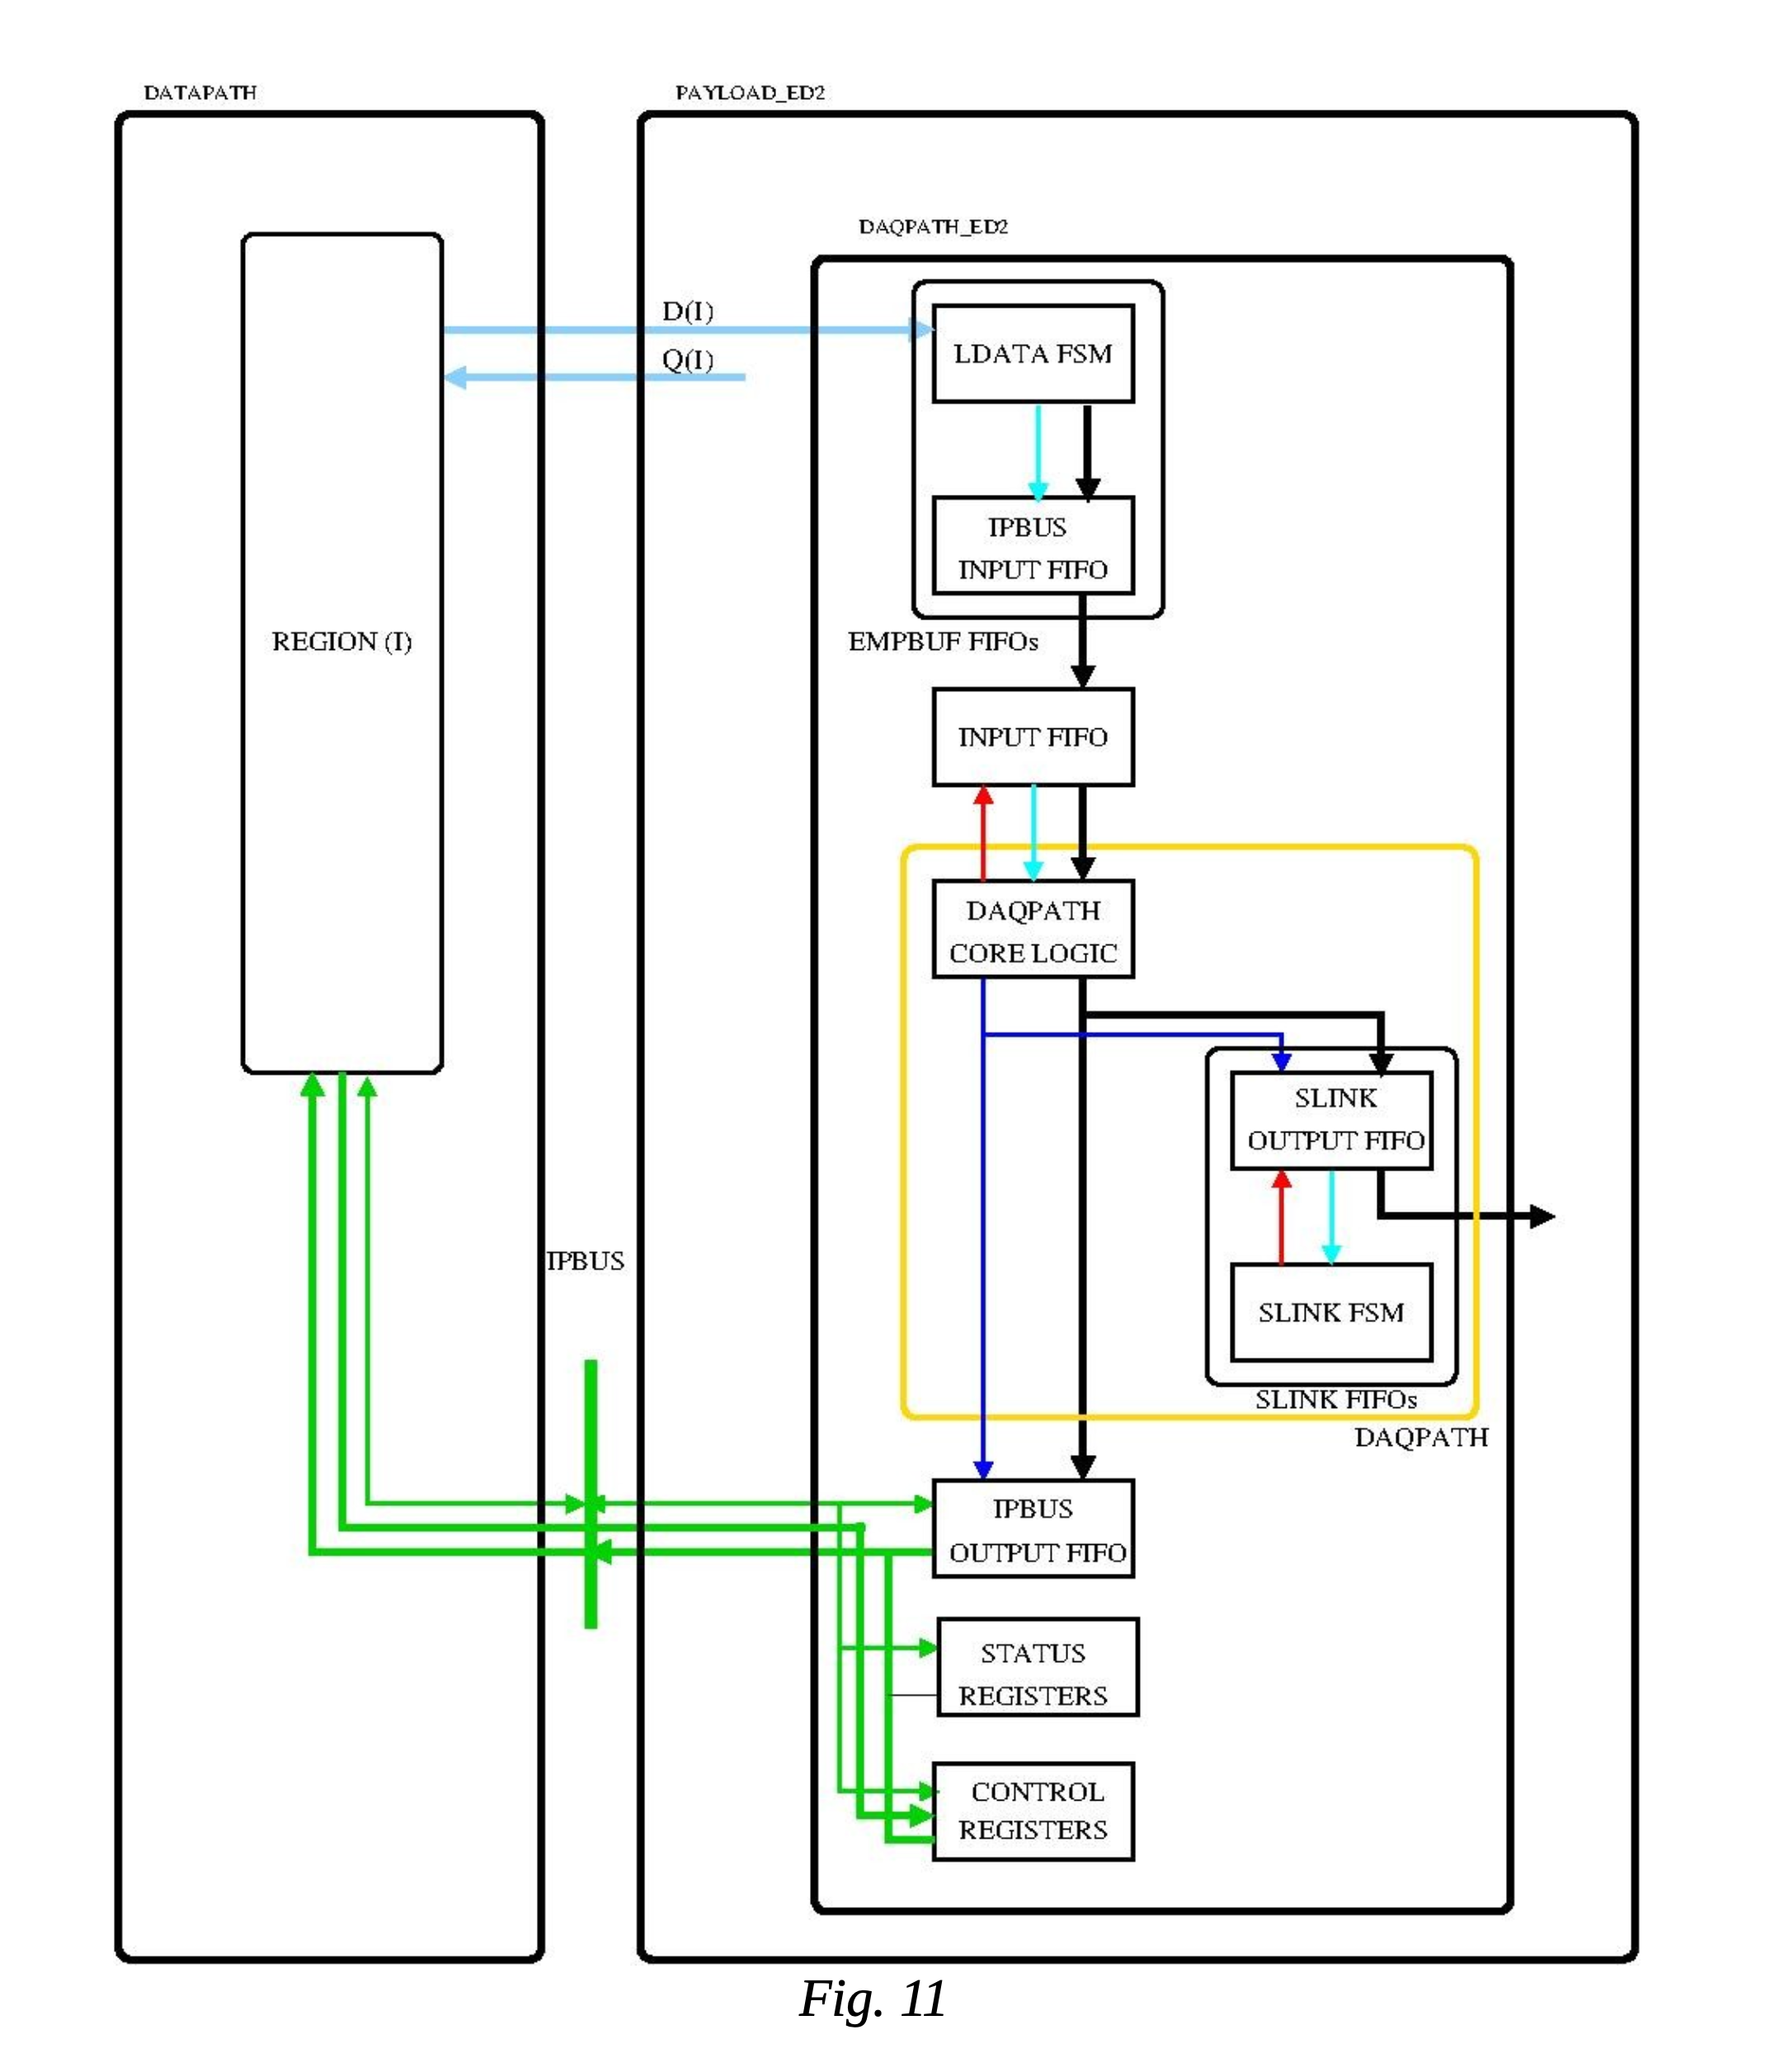 DATAPATH
PAYLOAD_ED2
DAQPATH_ED2
D(I)
Q(I)
LDATA FSM
IPBUS
INPUT FIFO
EMPBUF FIFOs
REGION (I)
INPUT FIFO
DAQPATH
CORE LOGIC
SLINK
OUTPUT FIFO
IPBUS
SLINK FSM
SLINK FIFOs
DAQPATH
IPBUS
OUTPUT FIFO
STATUS
REGISTERS
CONTROL
REGISTERS
Fig. 11